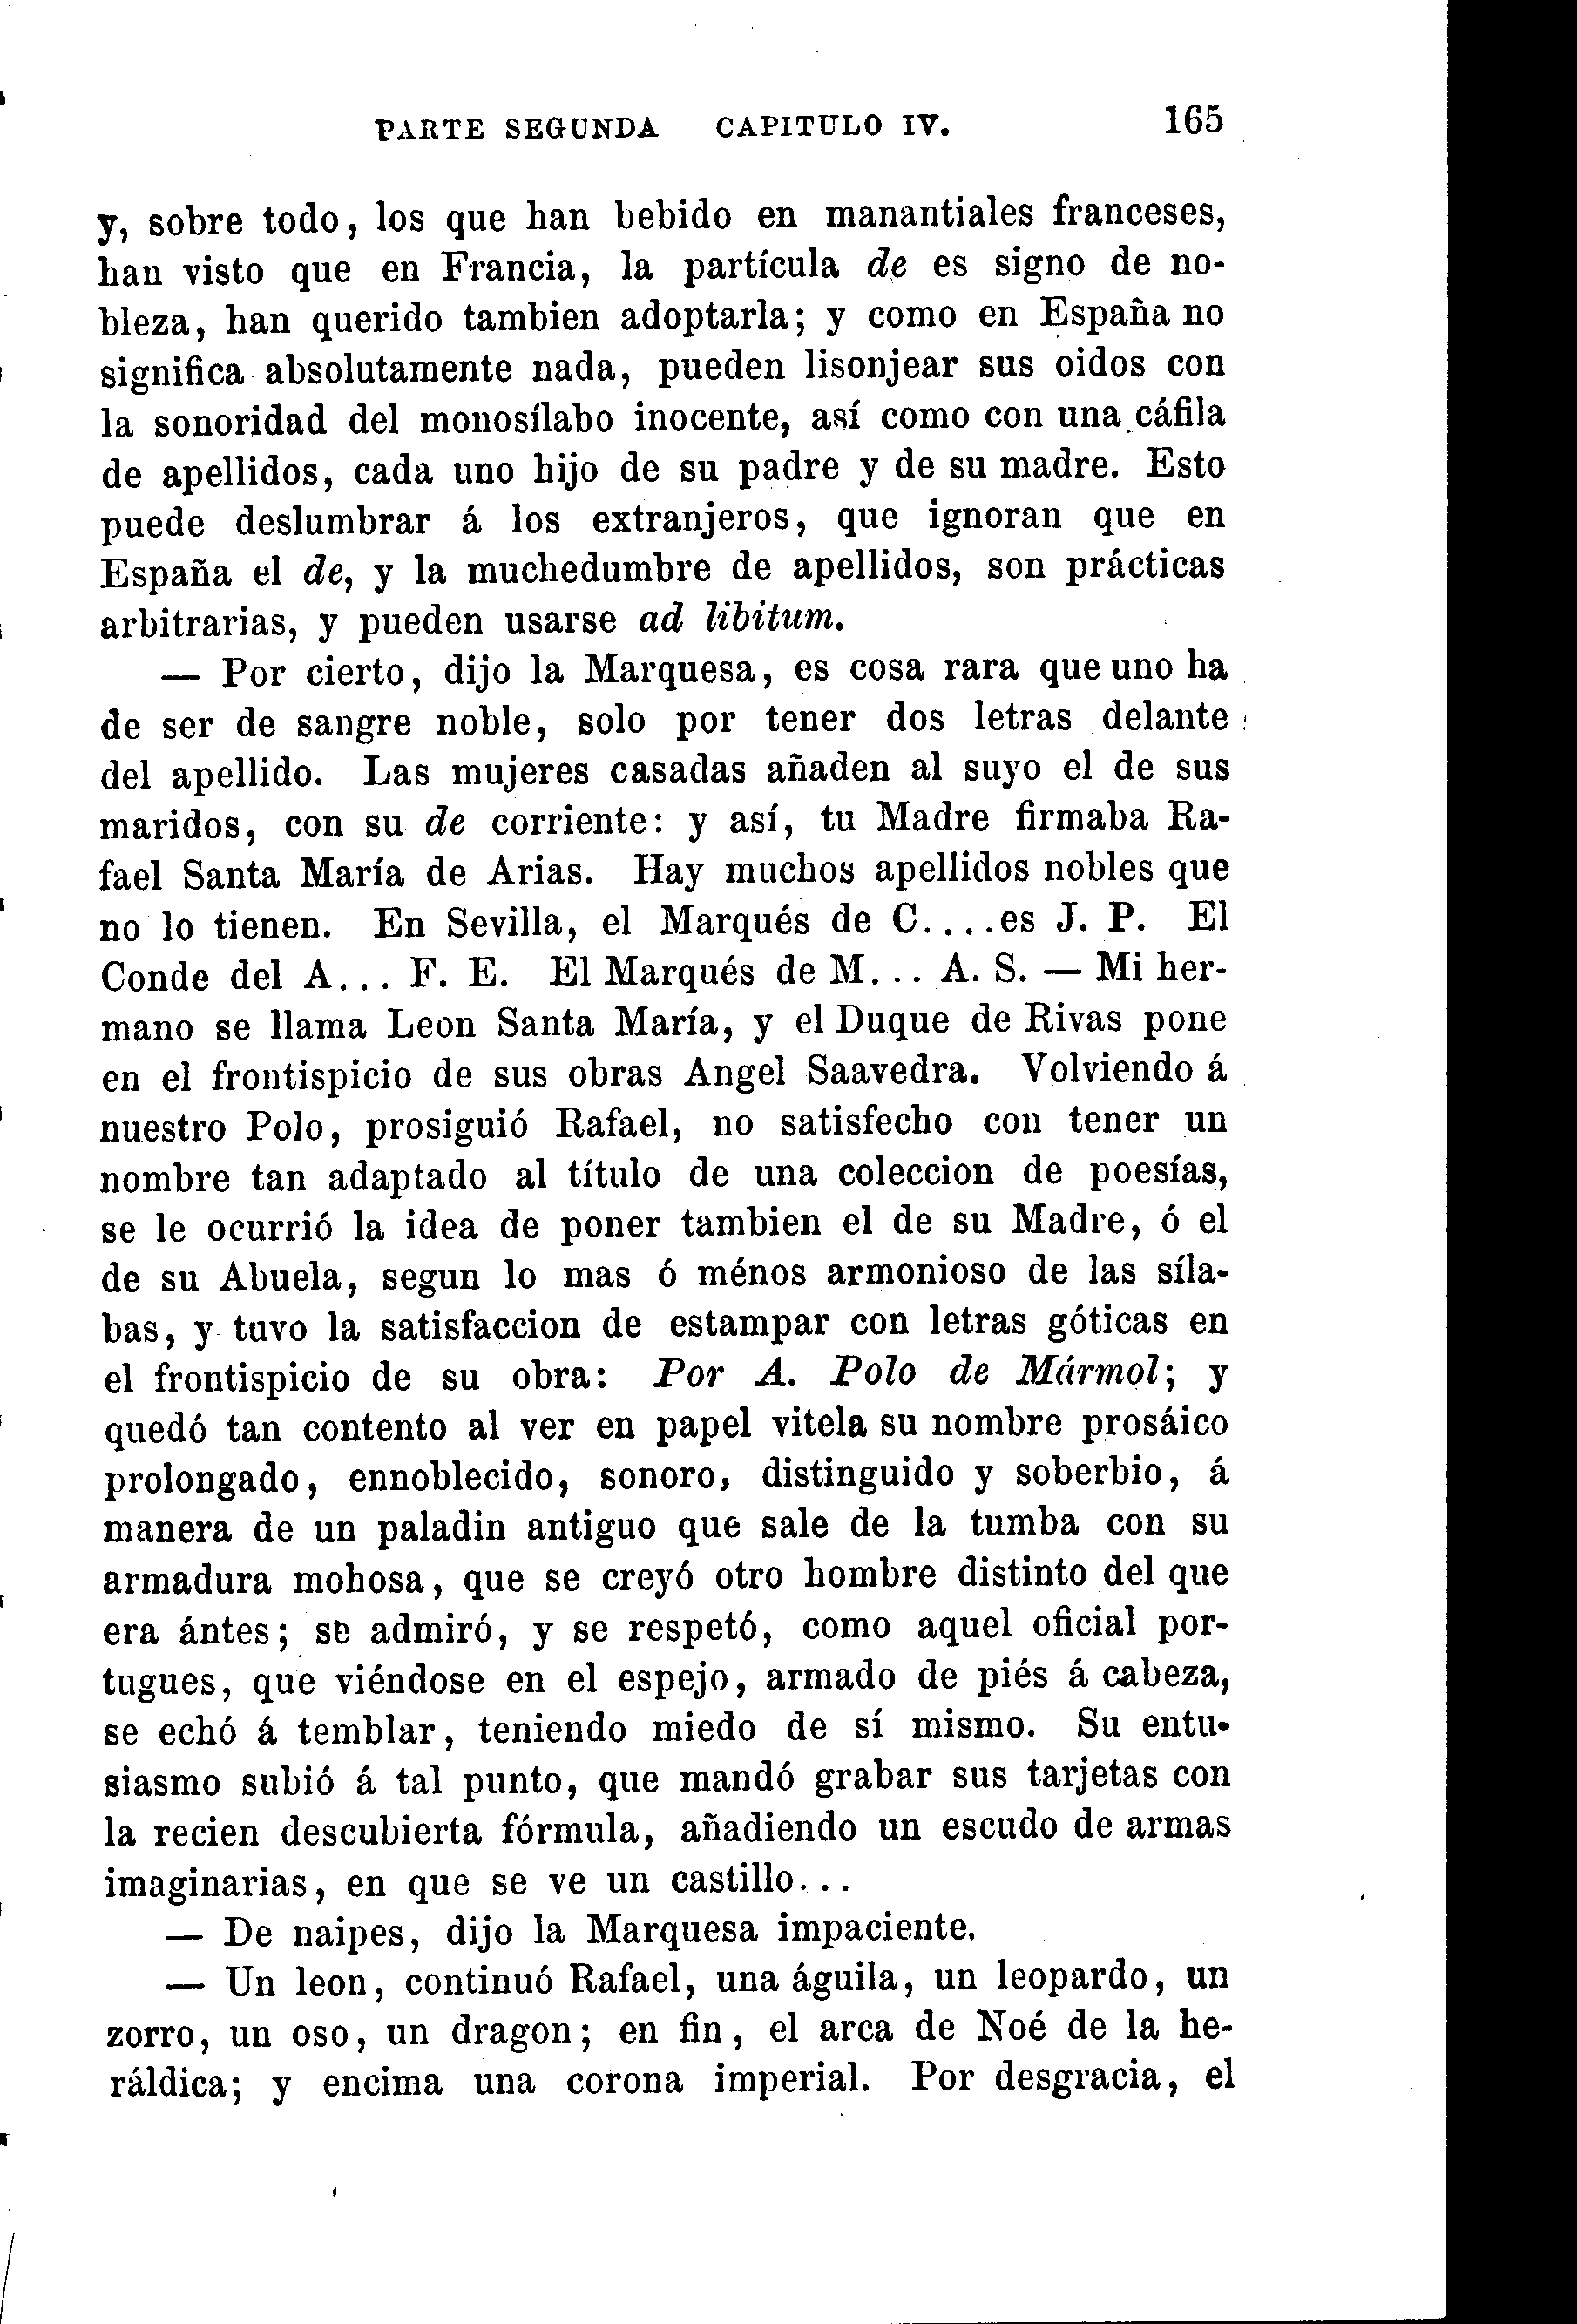 PARTE SEGUNDA CAPITULO IV. 165
y, sobre todo, los que han bebido en manantiales franceses,
han visto que en Francia, la partícula de es signo de no-
bleza, han querido tambien adoptarla; y como en España no
significa absolutamente nada, pueden lisonjear sus oidos con
la sonoridad del monosílabo inocente, así como con una cáfila
de apellidos, cada uno hijo de su padre y de su madre. Esto
puede deslumbrar á los extranjeros, que ignoran que en
España el de, y la muchedumbre de apellidos, son prácticas
arbitrarias, y pueden usarse ad libitum.
— Por cierto, dijo la Marquesa, es cosa rara que uno ha
de ser de sangre noble, solo por tener dos letras delante
del apellido. Las mujeres casadas añaden al suyo el de sus
maridos, con su de corriente: y así, tu Madre firmaba Ra-
fael Santa María de Arias. Hay muchos apellidos nobles que
no lo tienen. En Sevilla, el Marqués de C....es J. P. El
Conde del A... F. E. El Marqués de M... A. S. — Mi her-
mano se llama Leon Santa María, y el Duque de Rivas pone
en el frontispicio de sus obras Angel Saavedra. Volviendo á
nuestro Polo, prosiguió Rafael, no satisfecho con tener un
nombre tan adaptado al título de una coleccion de poesías,
se le ocurrió la idea de poner tambien el de su Madre, ó el
de su Abuela, segun lo mas ó ménos armonioso de las síla-
bas, y tuvo la satisfaccion de estampar con letras góticas en
el frontispicio de su obra: Por A. Polo de Mármol; y
quedó tan contento al ver en papel vitela su nombre prosáico
prolongado, ennoblecido, sonoro, distinguido y soberbio, á
manera de un paladin antiguo que sale de la tumba con su
armadura mohosa, que se creyó otro hombre distinto del que
era ántes; se admiró, y se respetó, como aquel oficial por-
tugues, que viéndose en el espejo, armado de piés á cabeza,
se echó á temblar, teniendo miedo de sí mismo. Su entu-
siasmo subió á tal punto, que mandó grabar sus tarjetas con
la recien descubierta fórmula, añadiendo un escudo de armas
imaginarias, en que se ve un castillo...
— De naipes, dijo la Marquesa impaciente.
— Un leon, continuó Rafael, una águila, un leopardo, un
zorro, un oso, un dragon; en fin, el arca de Noé de la he-
ráldica; y encima una corona imperial. Por desgracia, el